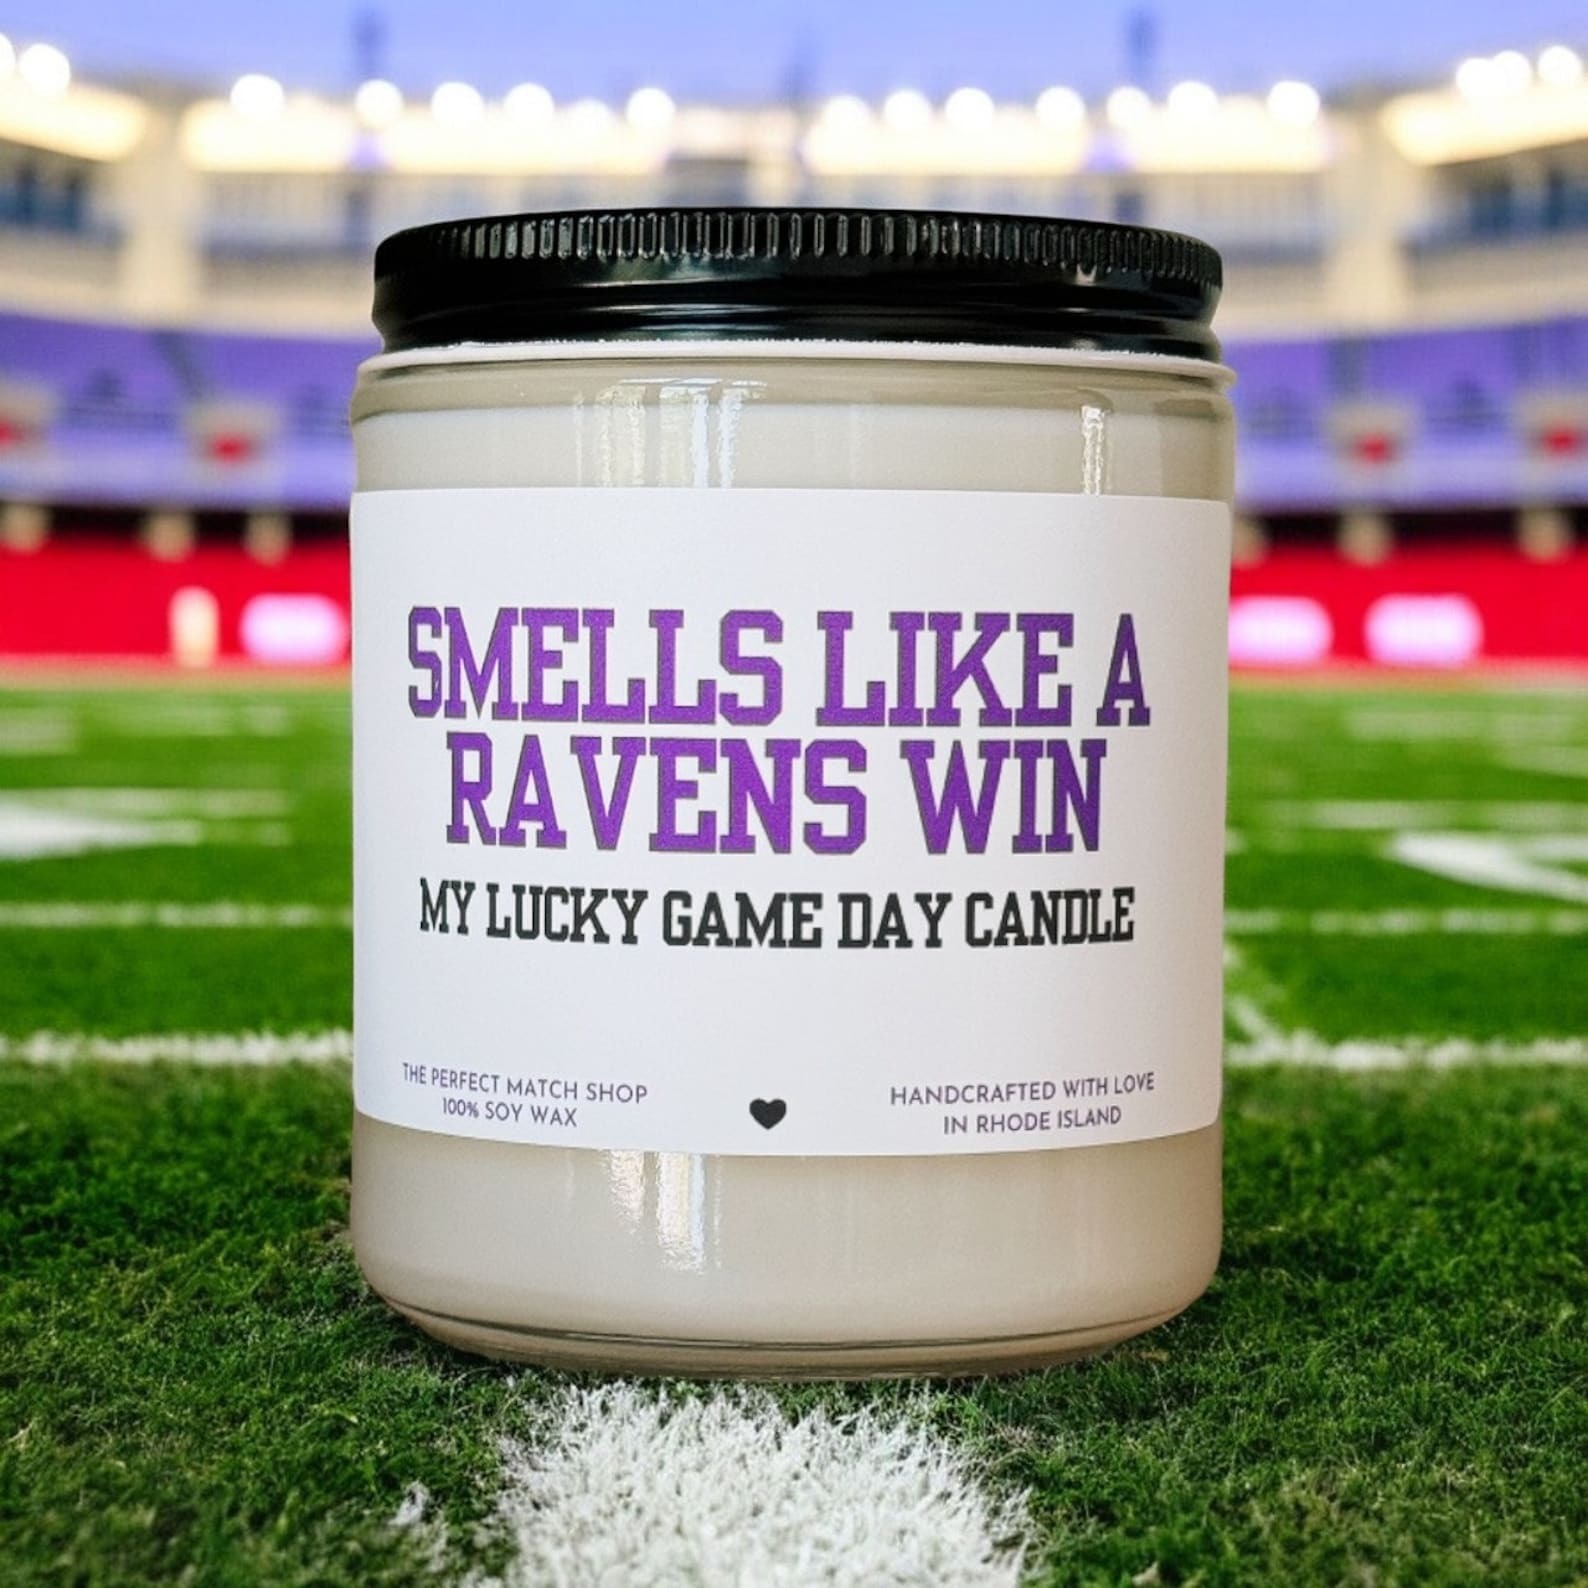 SMELLS LIKE A
RAVENS WIN
MY LUCKY GAME DAY CANDLE
THE PERFECT MATCH SHOP
100% SOY WAX
HANDCRAFTED WITH LOVE
IN RHODE ISLAND